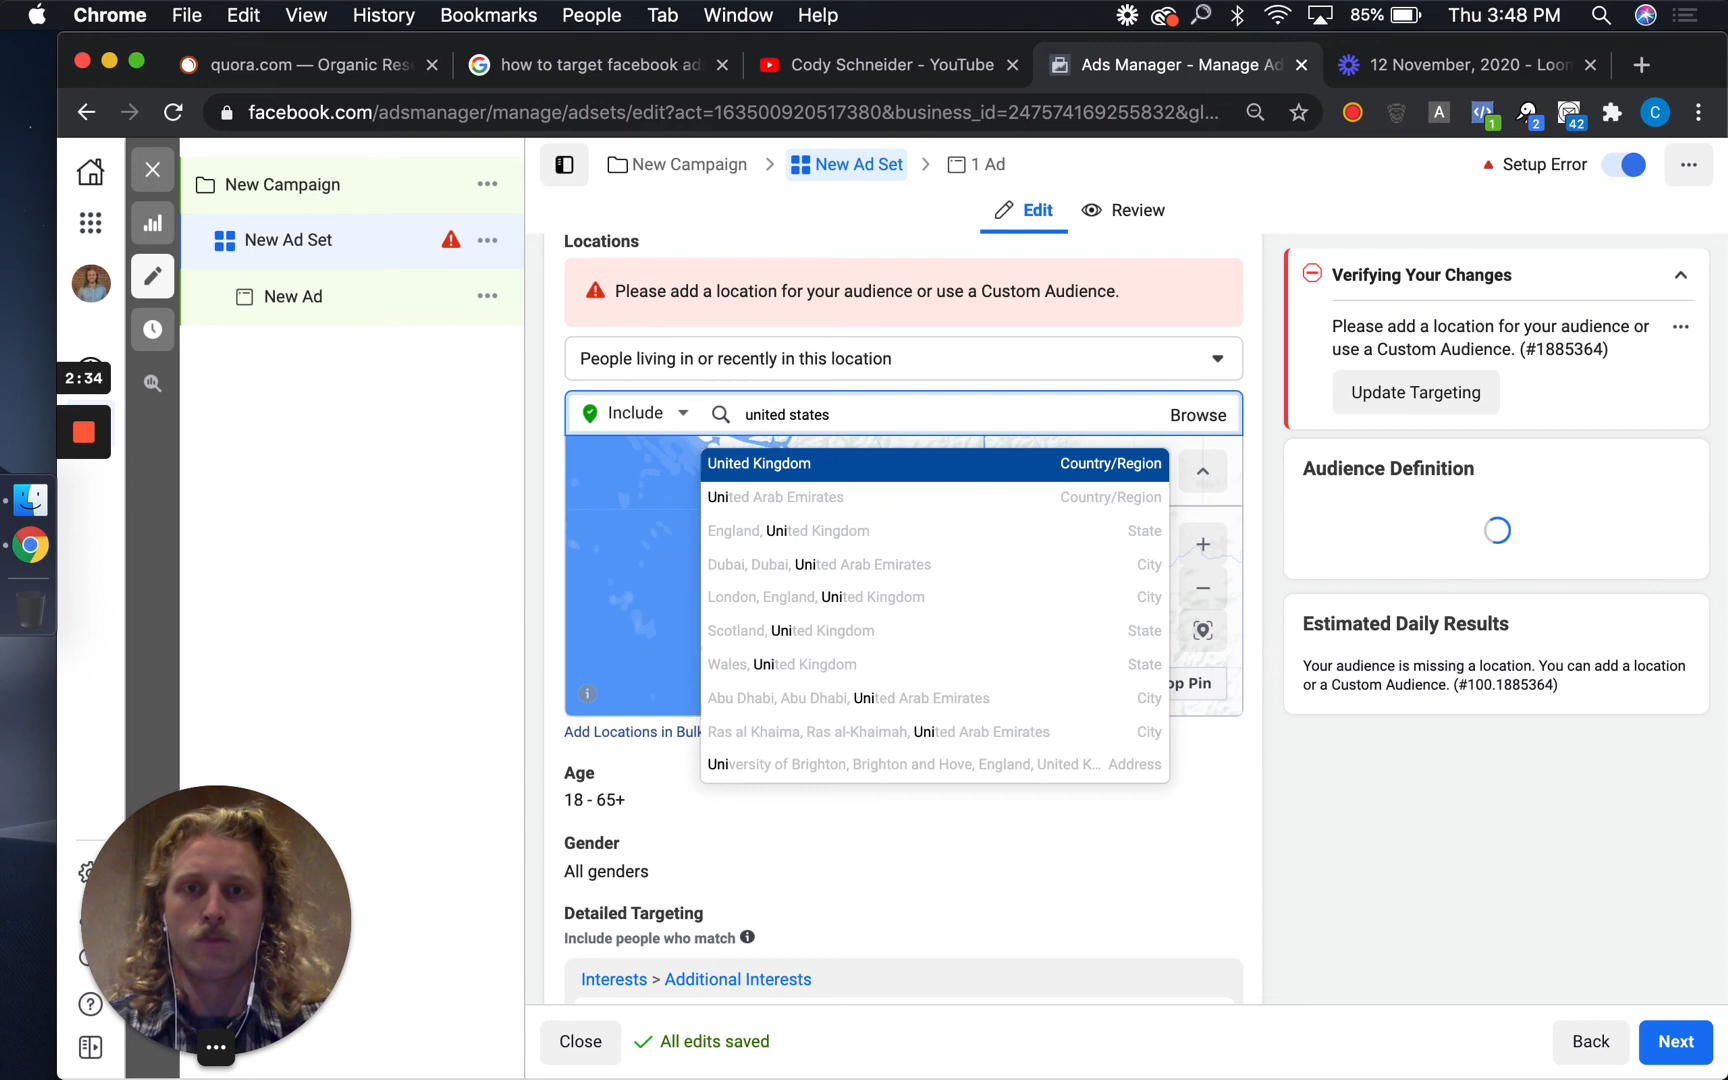 Chrome File Edit View History Bookmarks People Tab Window Help 85% Thu 3:48 PM
quora.com — Organic Res how to target facebook ad Cody Schneider - YouTube Ads Manager - Manage Ad 12 November, 2020 - Loom
facebook.com/adsmanager/manage/adsets/edit?act=163500920517380&business_id=247574169255832&gl... A 1 2 42 C
New Campaign
New Ad Set
New Ad
2:34
New Campaign > New Ad Set > 1 Ad
Setup Error
Edit Review
Locations
Please add a location for your audience or use a Custom Audience.
People living in or recently in this location
Include united states Browse
United Kingdom Country/Region
United Arab Emirates Country/Region
England, United Kingdom State
Dubai, Dubai, United Arab Emirates City
London, England, United Kingdom City
Scotland, United Kingdom State
Wales, United Kingdom State
Abu Dhabi, Abu Dhabi, United Arab Emirates City
Ras al Khaima, Ras al-Khaimah, United Arab Emirates City
University of Brighton, Brighton and Hove, England, United K... Address
op Pin
Add Locations in Bulk
Age
18 - 65+
Gender
All genders
Detailed Targeting
Include people who match
Interests > Additional Interests
Verifying Your Changes
Please add a location for your audience or
use a Custom Audience. (#1885364)
Update Targeting
Audience Definition
Estimated Daily Results
Your audience is missing a location. You can add a location
or a Custom Audience. (#100.1885364)
Close All edits saved Back Next